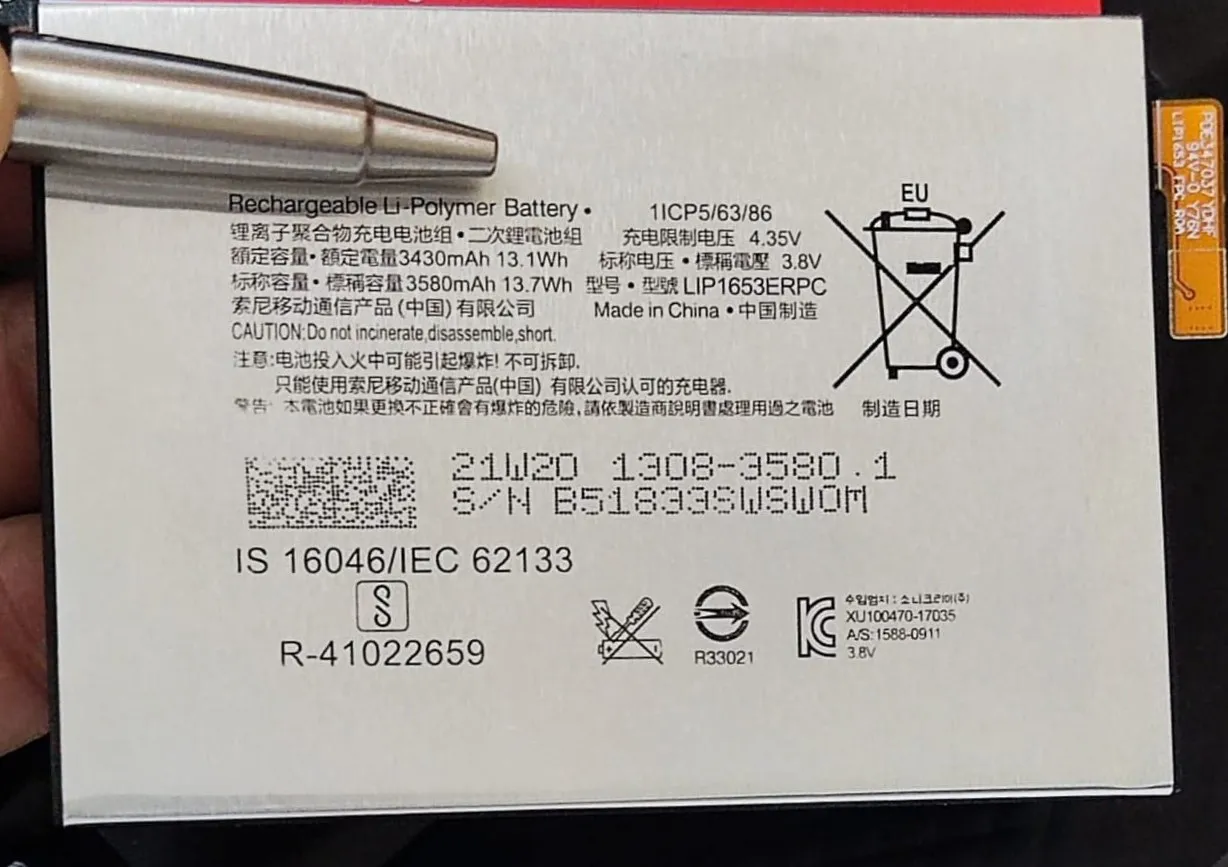 Rechargeable Li-Polymer Battery • 1ICP5/63/86
锂离子聚合物充电电池组 • 二次鋰電池組 充电限制电压 4.35V
額定容量 • 額定電量3430mAh 13.1Wh 标称电压 • 標稱電壓 3.8V
标称容量 • 標稱容量3580mAh 13.7Wh 型号 • 型號 LIP1653ERPC
索尼移动通信产品 (中国) 有限公司 Made in China • 中国制造
CAUTION: Do not incinerate, disassemble, short.
注意:电池投入火中可能引起爆炸! 不可拆卸.
只能使用索尼移动通信产品(中国) 有限公司认可的充电器.
警告: 本電池如果更換不正確會有爆炸的危險,請依製造商說明書處理用過之電池 制造日期
EU
21W20 1308-3580.1
S/N B51833SWSWOM
IS 16046/IEC 62133
R-41022659
R33021
XU100470-17035
A/S: 1588-0911
3.8V
94V-0
LIP1653 FPC